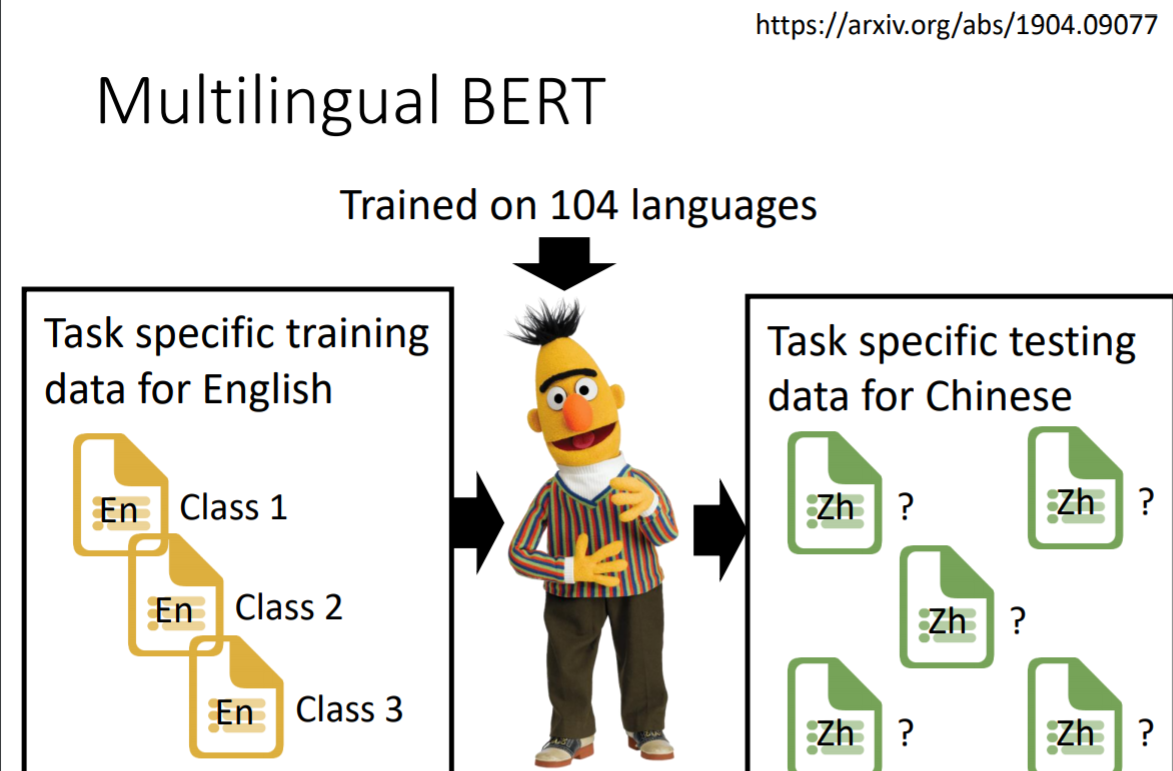 https://arxiv.org/abs/1904.09077
Multilingual BERT
Trained on 104 languages
Task specific training
data for English
En
Class 1
En
Class 2
En
Class 3
Task specific testing
data for Chinese
Zh ?
Zh ?
Zh ?
Zh ?
Zh ?